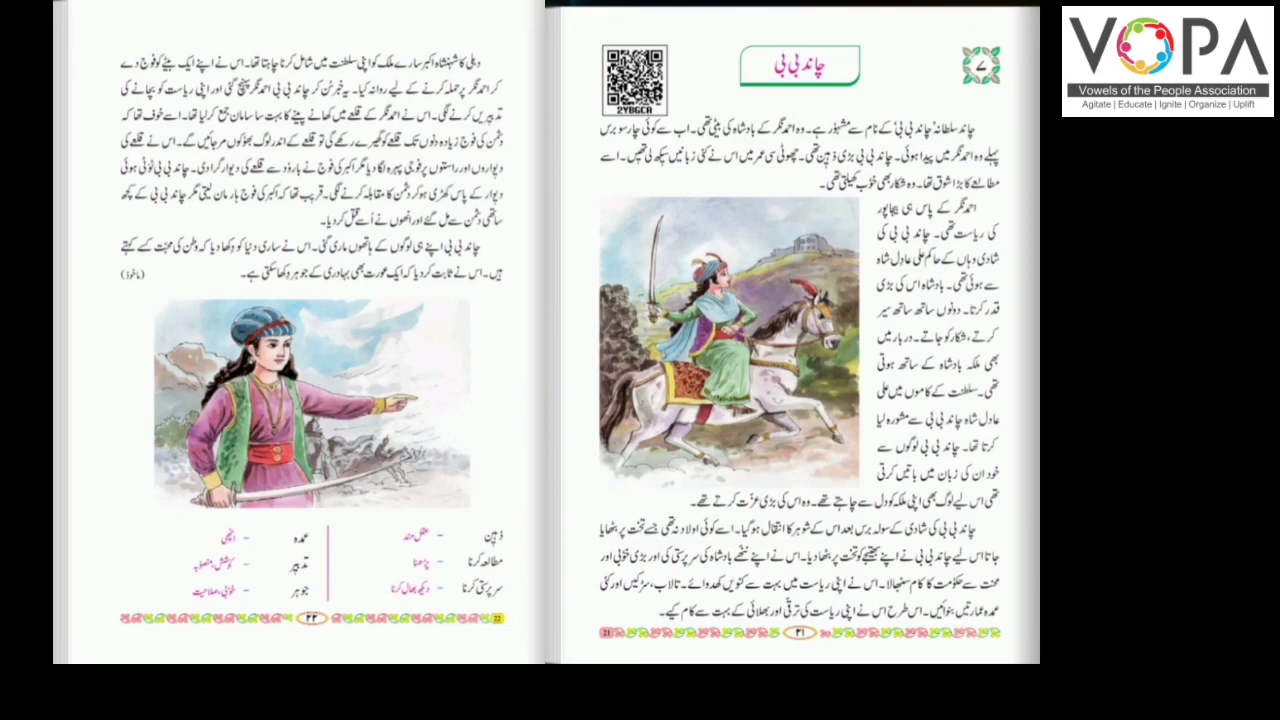 ۷
چاند بی بی
2YBGCA
چاند سلطانہ' چاند بی بی' کے نام سے مشہور ہے۔ وہ احمد نگر کے بادشاہ کی بیٹی تھی۔ اب سے کوئی چار سو برس
پہلے وہ احمد نگر میں پیدا ہوئی۔ چاند بی بی بڑی ذہین تھی۔ چھوٹی سی عمر میں اس نے کئی زبانیں سیکھ لی تھیں۔ اسے
مطالعے کا بڑا شوق تھا۔ وہ شکار بھی خوب کھیلتی تھی۔
احمد نگر کے پاس ہی بیجاپور
کی ریاست تھی۔ چاند بی بی کی
شادی وہاں کے حاکم علی عادل شاہ
سے ہوئی تھی۔ بادشاہ اس کی بڑی
قدر کرتا۔ دونوں ساتھ ساتھ سیر
کرتے، شکار کو جاتے۔ دربار میں
بھی ملکہ بادشاہ کے ساتھ ہوتی
تھی۔ سلطنت کے کاموں میں علی
عادل شاہ چاند بی بی سے مشورہ لیا
کرتا تھا۔ چاند بی بی لوگوں سے
خود ان کی زبان میں باتیں کرتی
تھی اس لیے لوگ بھی اپنی ملکہ کو دل سے چاہتے تھے۔ وہ اس کی بڑی عزّت کرتے تھے۔
چاند بی بی کی شادی کے سولہ برس بعد اس کے شوہر کا انتقال ہو گیا۔ اسے کوئی اولاد نہ تھی جسے تخت پر بٹھایا
جاتا اس لیے چاند بی بی نے اپنے بھتیجے کو تخت پر بٹھا دیا۔ اس نے اپنے ننھے بادشاہ کی سرپرستی کی اور بڑی خوبی اور
محنت سے حکومت کا کام سنبھالا۔ اس نے اپنی ریاست میں بہت سے کنویں کھدوائے۔ تالاب، سڑکیں اور کئی
عمدہ عمارتیں بنوائیں۔ اس طرح اس نے اپنی ریاست کی ترقّی اور بھلائی کے بہت سے کام کیے۔
21
۲۱
دہلی کا شہنشاہ اکبر سارے ملک کو اپنی سلطنت میں شامل کرنا چاہتا تھا۔ اس نے اپنے ایک بیٹے کو فوج دے
کر احمد نگر پر حملہ کرنے کے لیے روانہ کیا۔ یہ خبر سُن کر چاند بی بی احمد نگر پہنچ گئی اور اپنی ریاست کو بچانے کی
تدبیریں کرنے لگی۔ اس نے احمد نگر کے قلعے میں کھانے پینے کا بہت سا سامان جمع کر لیا تھا۔ اسے خوف تھا کہ
دشمن کی فوج زیادہ دنوں تک قلعے کو گھیرے رکھے گی تو قلعے کے اندر لوگ بھوکوں مر جائیں گے۔ اس نے قلعے کی
دیواروں اور راستوں پر فوجی پہرہ لگا دیا مگر اکبر کی فوج نے بارود سے قلعے کی دیوار گرا دی۔ چاند بی بی ٹوٹی ہوئی
دیوار کے پاس کھڑی ہو کر دشمن کا مقابلہ کرنے لگی۔ قریب تھا کہ اکبر کی فوج ہار مان لیتی مگر چاند بی بی کے کچھ
ساتھی دشمن سے مل گئے اور انھوں نے اُسے قتل کر دیا۔
چاند بی بی اپنے ہی لوگوں کے ہاتھوں ماری گئی۔ اس نے ساری دنیا کو دِکھا دیا کہ وطن کی محبّت کسے کہتے
ہیں۔ اس نے ثابت کر دیا کہ ایک عورت بھی بہادری کے جوہر دِکھا سکتی ہے۔ (ماخوذ)
ذہین - عقل مند
مطالعہ کرنا - پڑھنا
سرپرستی کرنا - دیکھ بھال کرنا
عمدہ - اچھی
تدبیر - کوشش، منصوبہ
جوہر - خوبی، صلاحیت
۲۲
22
VOPA
Vowels of the People Association
Agitate | Educate | Ignite | Organize | Uplift